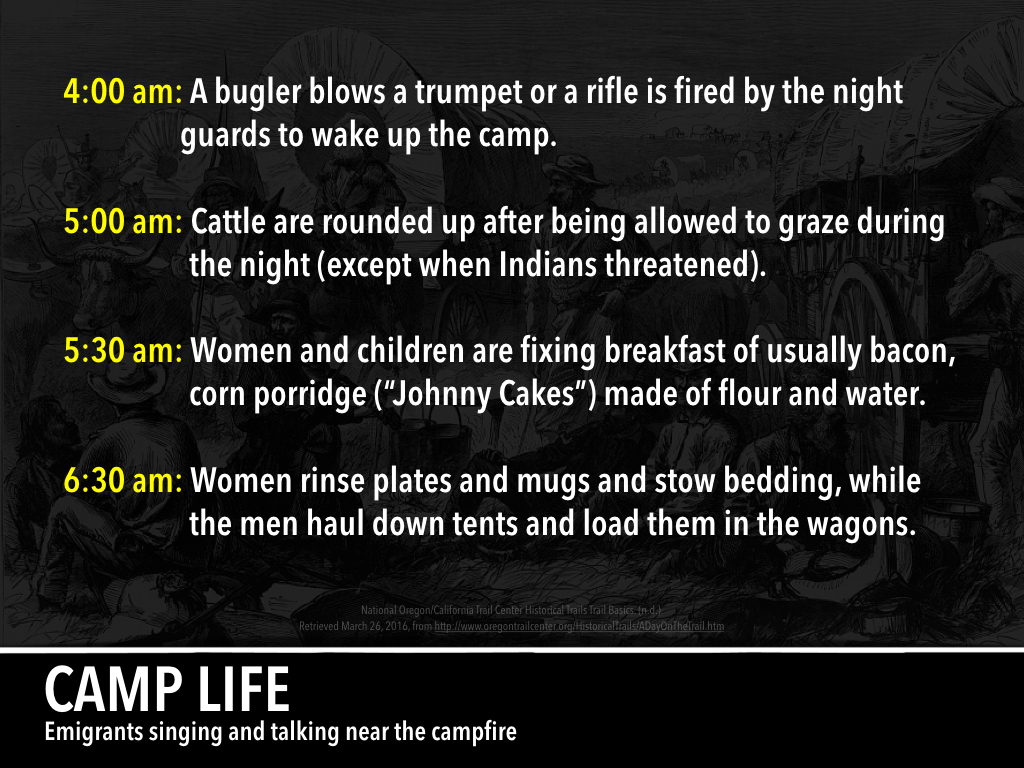 4:00 am: A bugler blows a trumpet or a rifle is fired by the night
guards to wake up the camp.
5:00 am: Cattle are rounded up after being allowed to graze during
the night (except when Indians threatened).
5:30 am: Women and children are fixing breakfast of usually bacon,
corn porridge (“Johnny Cakes”) made of flour and water.
6:30 am: Women rinse plates and mugs and stow bedding, while
the men haul down tents and load them in the wagons.
National Oregon/California Trail Center Historical Trails Trail Basics. (n.d.).
Retrieved March 26, 2016, from http://www.oregontrailcenter.org/HistoricalTrails/ADayOnTheTrail.htm
CAMP LIFE
Emigrants singing and talking near the campfire